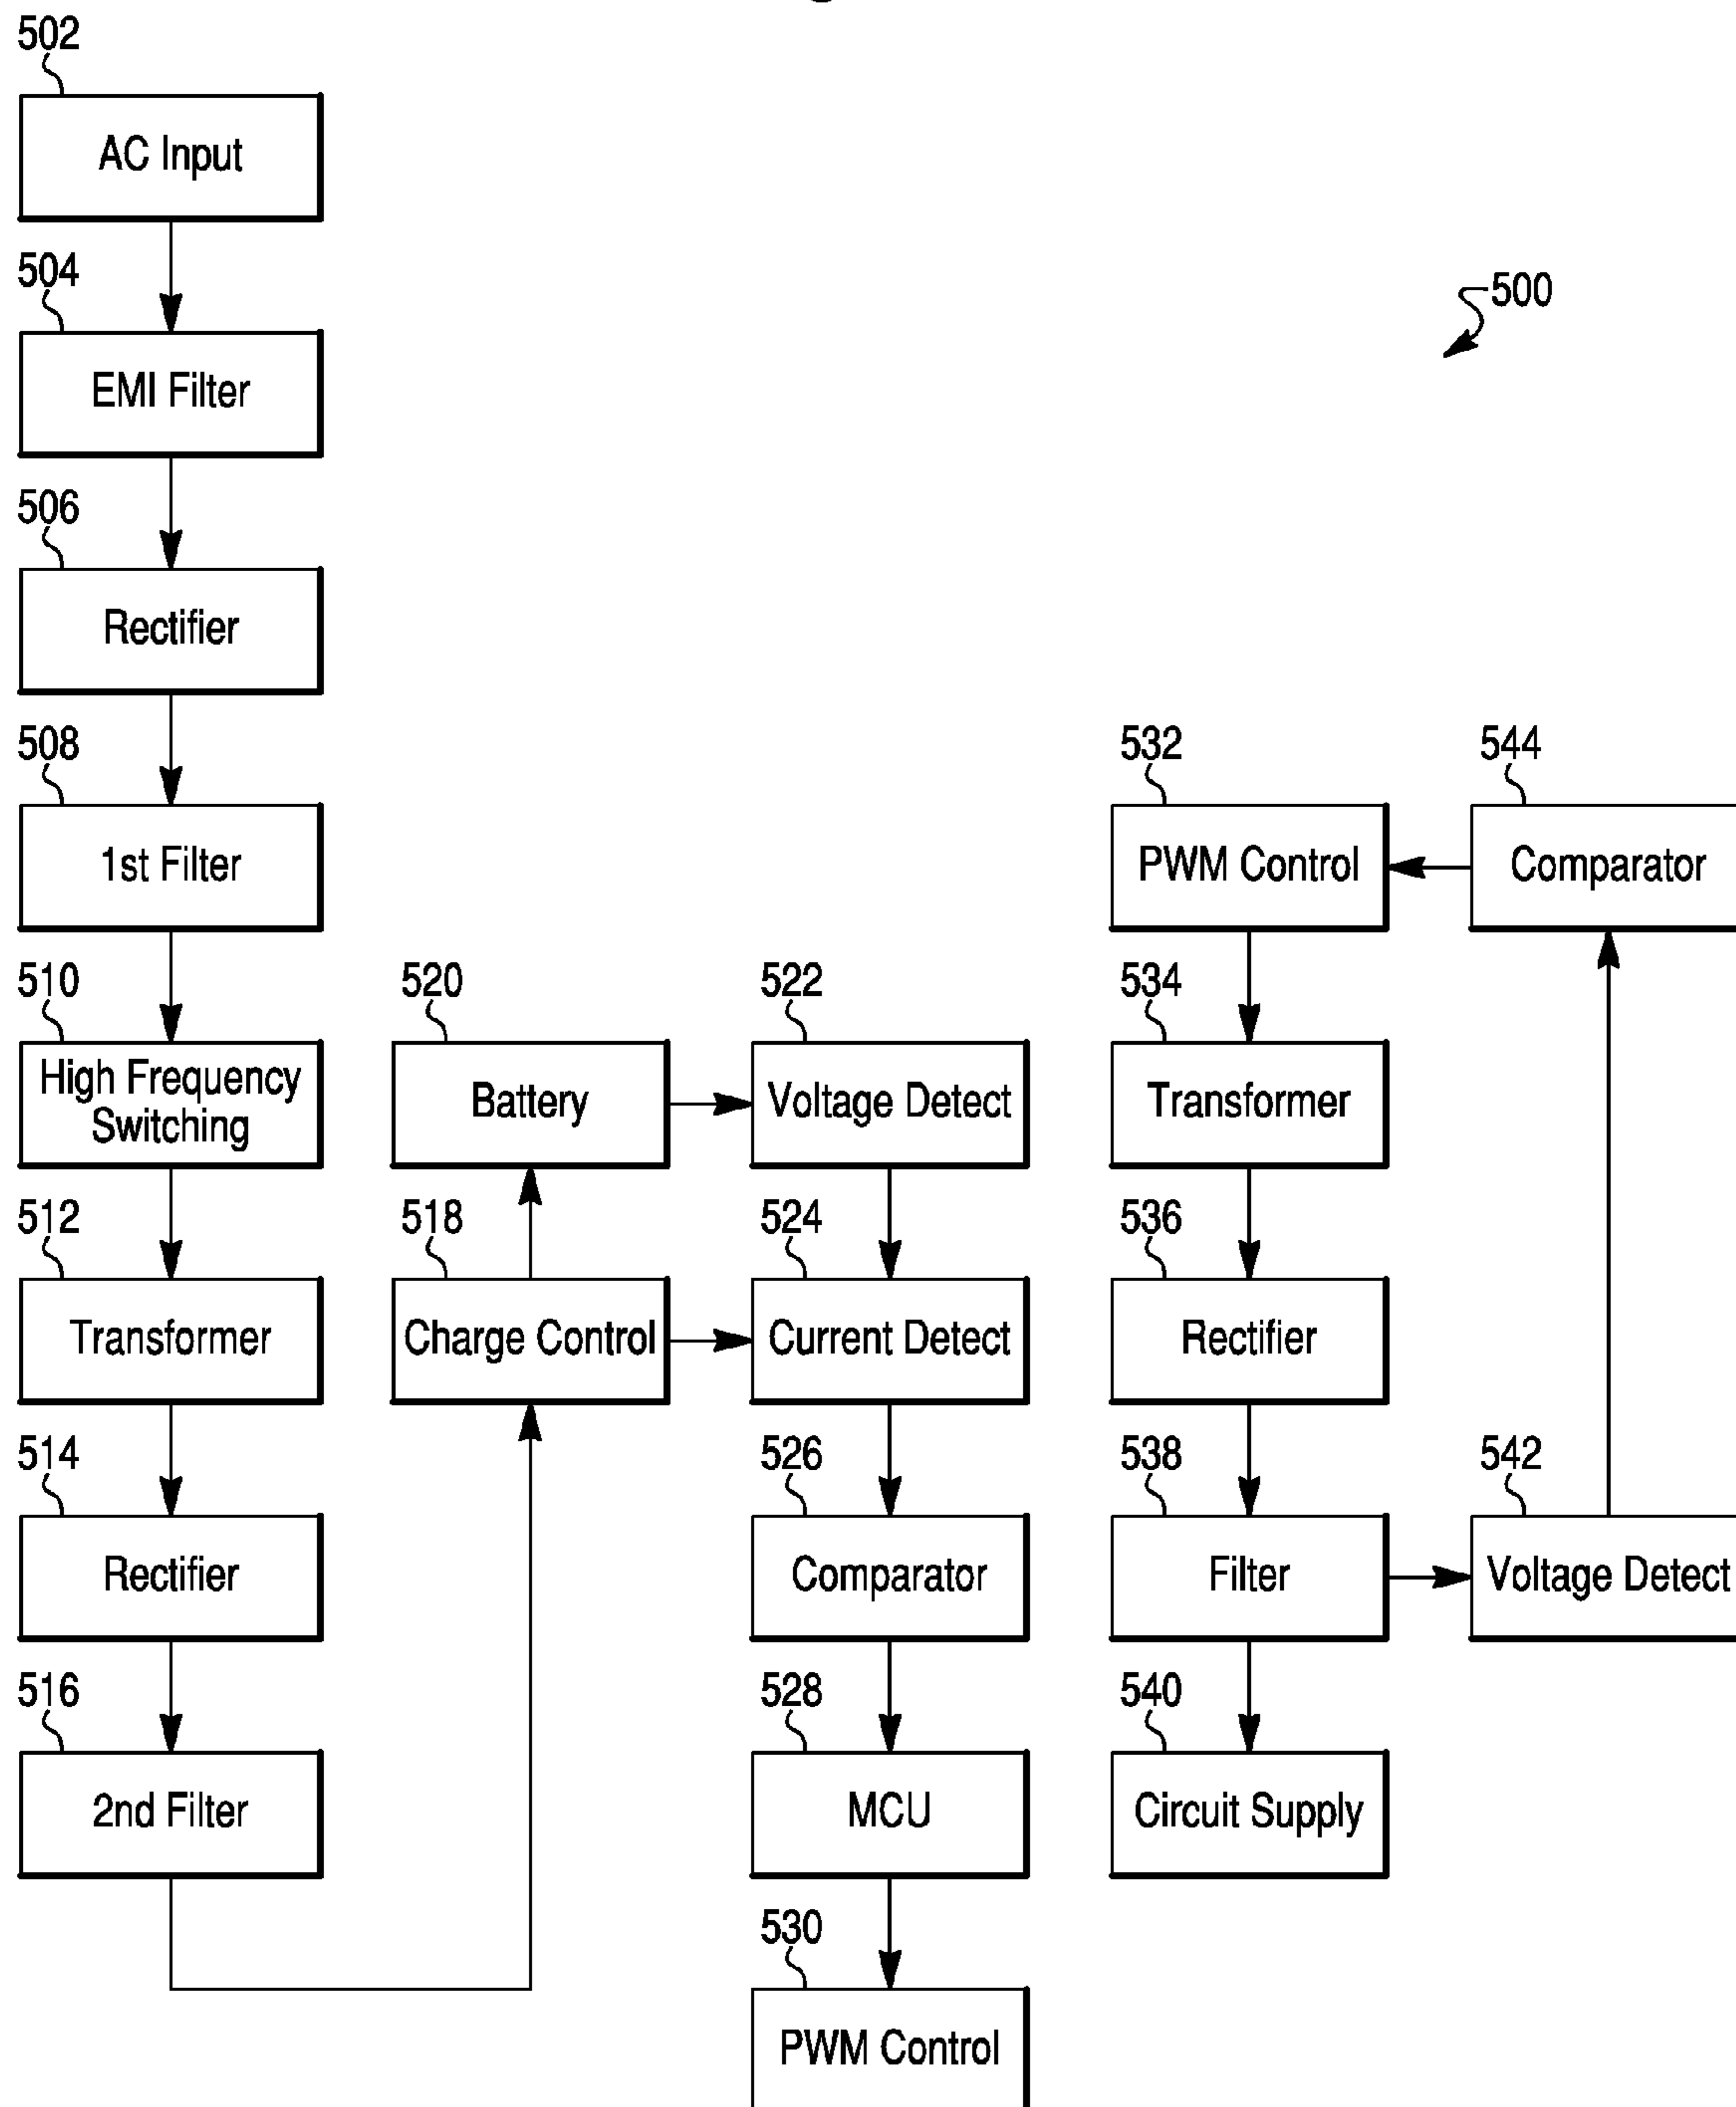 502
AC Input
504
EMI Filter
506
Rectifier
508
1st Filter
510
High Frequency
Switching
512
Transformer
514
Rectifier
516
2nd Filter
520
Battery
518
Charge Control
522
Voltage Detect
524
Current Detect
526
Comparator
528
MCU
530
PWM Control
500
532
PWM Control
534
Transformer
536
Rectifier
538
Filter
540
Circuit Supply
544
Comparator
542
Voltage Detect